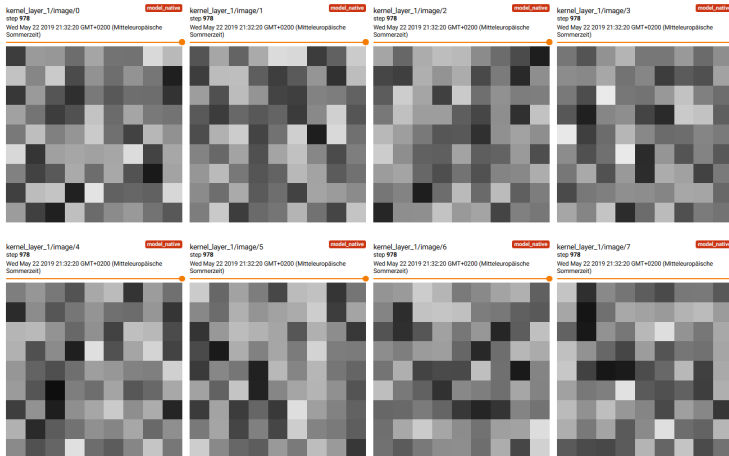 kernel_layer_1/image/0 model_native
step 978
Wed May 22 2019 21:32:20 GMT+0200 (Mitteleuropäische
Sommerzeit)
kernel_layer_1/image/1 model_native
step 978
Wed May 22 2019 21:32:20 GMT+0200 (Mitteleuropäische
Sommerzeit)
kernel_layer_1/image/2 model_native
step 978
Wed May 22 2019 21:32:20 GMT+0200 (Mitteleuropäische
Sommerzeit)
kernel_layer_1/image/3 model_native
step 978
Wed May 22 2019 21:32:20 GMT+0200 (Mitteleuropäische
Sommerzeit)
kernel_layer_1/image/4 model_native
step 978
Wed May 22 2019 21:32:20 GMT+0200 (Mitteleuropäische
Sommerzeit)
kernel_layer_1/image/5 model_native
step 978
Wed May 22 2019 21:32:20 GMT+0200 (Mitteleuropäische
Sommerzeit)
kernel_layer_1/image/6 model_native
step 978
Wed May 22 2019 21:32:20 GMT+0200 (Mitteleuropäische
Sommerzeit)
kernel_layer_1/image/7 model_native
step 978
Wed May 22 2019 21:32:20 GMT+0200 (Mitteleuropäische
Sommerzeit)